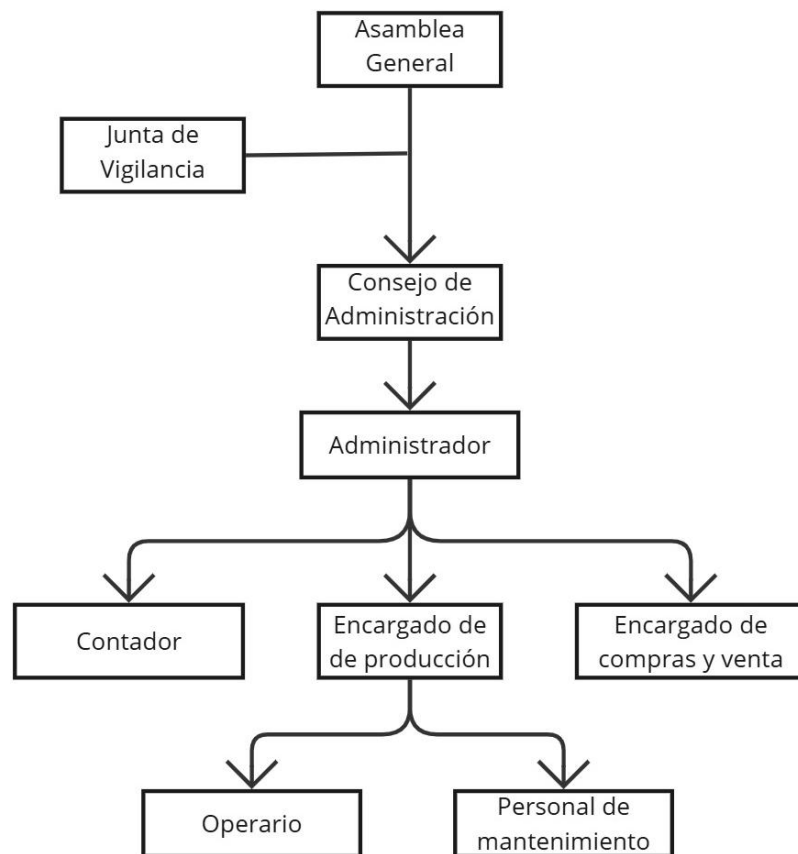 Asamblea
General
Junta de
Vigilancia
Consejo de
Administración
Administrador
Contador
Encargado de
de producción
Encargado de
compras y venta
Operario
Personal de
mantenimiento